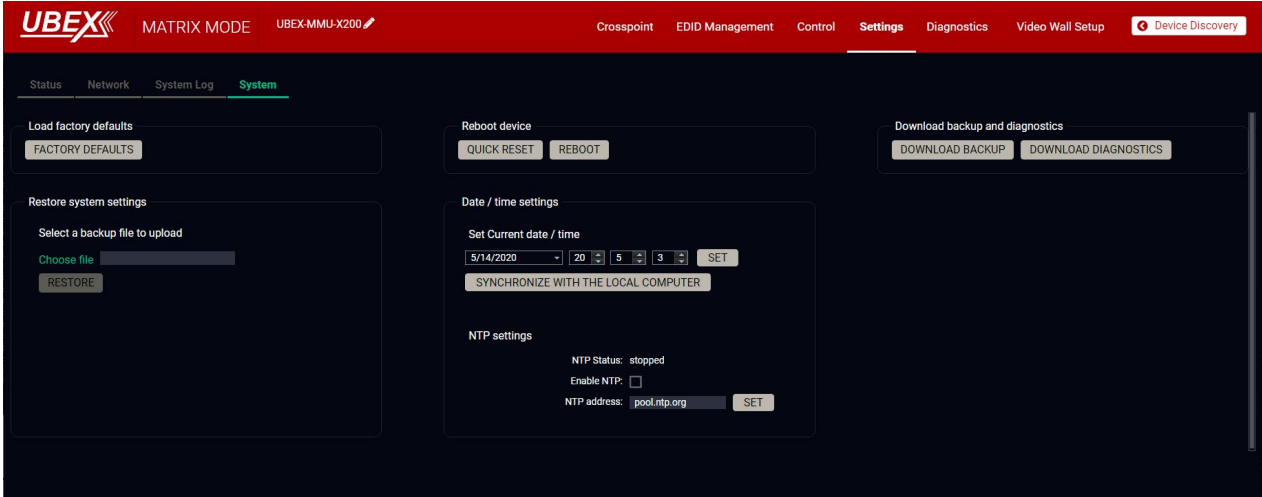 UBEX MATRIX MODE UBEX-MMU-X200 Crosspoint EDID Management Control Settings Diagnostics Video Wall Setup Device Discovery
Status Network System Log System
Load factory defaults
FACTORY DEFAULTS
Reboot device
QUICK RESET REBOOT
Download backup and diagnostics
DOWNLOAD BACKUP DOWNLOAD DIAGNOSTICS
Restore system settings
Select a backup file to upload
Choose file
RESTORE
Date / time settings
Set Current date / time
5/14/2020 20 5 3 SET
SYNCHRONIZE WITH THE LOCAL COMPUTER
NTP settings
NTP Status: stopped
Enable NTP:
NTP address: pool.ntp.org SET